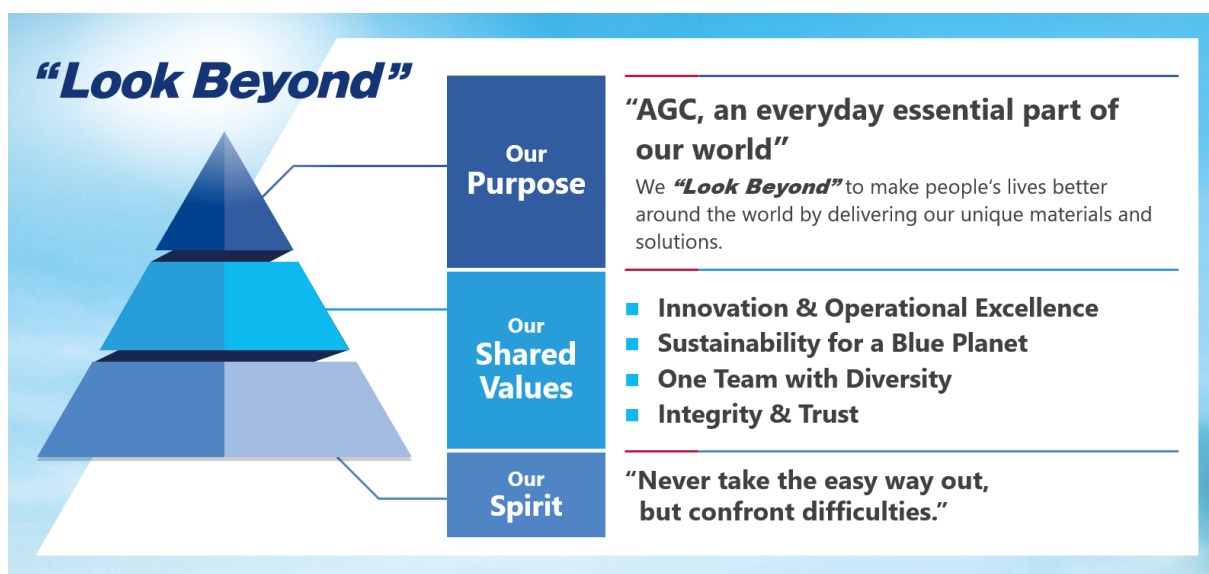 “Look Beyond”
Our
Purpose
“AGC, an everyday essential part of
our world”
We “Look Beyond” to make people‘s lives better
around the world by delivering our unique materials and
solutions.
Our
Shared
Values
Innovation & Operational Excellence
Sustainability for a Blue Planet
One Team with Diversity
Integrity & Trust
Our
Spirit
“Never take the easy way out,
but confront difficulties.”